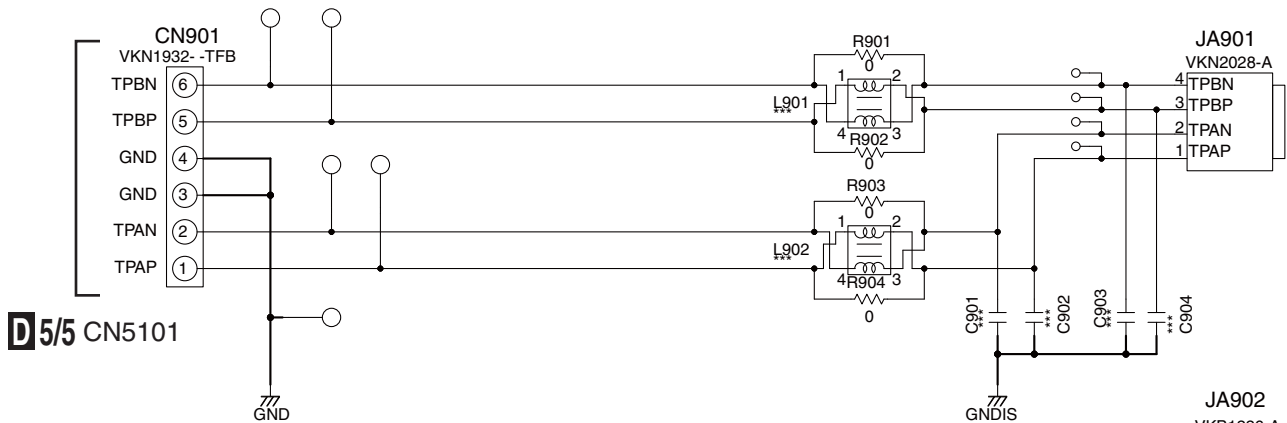 CN901
VKN1932- -TFB
TPBN 6
TPBP 5
GND 4
GND 3
TPAN 2
TPAP 1
D 5/5 CN5101
GND
R901
0
1 2
L901
***
4 3
R902
0
R903
0
1 2
L902
***
4 3
R904
0
JA901
VKN2028-A
4 TPBN
3 TPBP
2 TPAN
1 TPAP
C901
***
C902
***
C903
***
C904
***
GNDIS
JA902